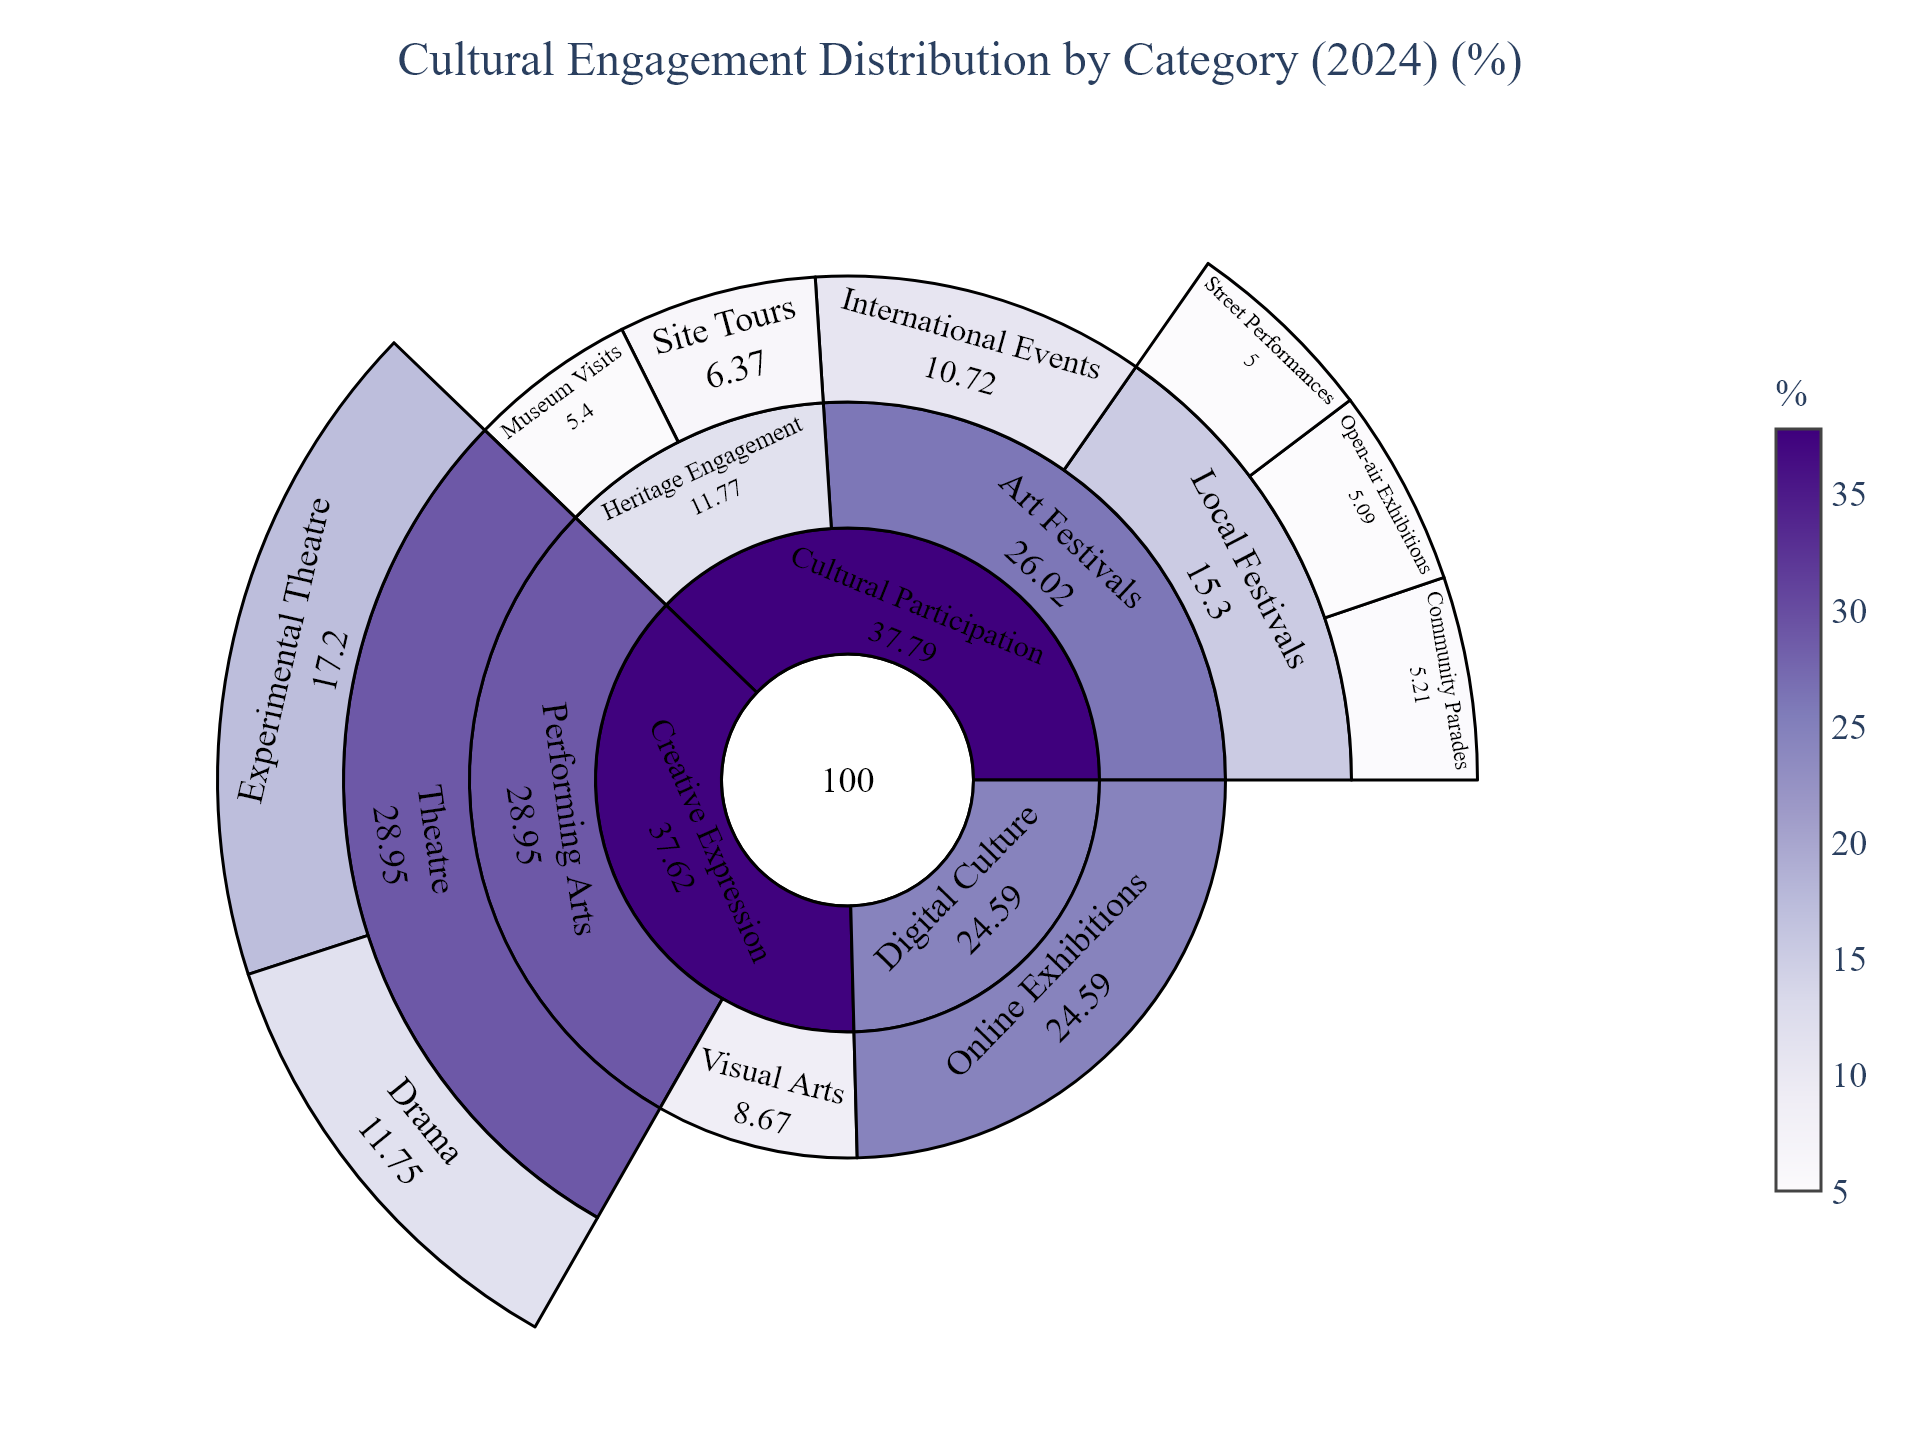 Cultural Engagement Distribution by Category (2024) (%)
Street Performances
5
Open-air Exhibitions
5.09
Community Parades
5.21
International Events
10.72
Local Festivals
15.3
Site Tours
6.37
Museum Visits
5.4
Heritage Engagement
11.77
Art Festivals
26.02
Cultural Participation
37.79
Experimental Theatre
17.2
Theatre
28.95
Performing Arts
28.95
Creative Expression
37.62
100
Digital Culture
24.59
Online Exhibitions
24.59
Visual Arts
8.67
Drama
11.75
%
35
30
25
20
15
10
5